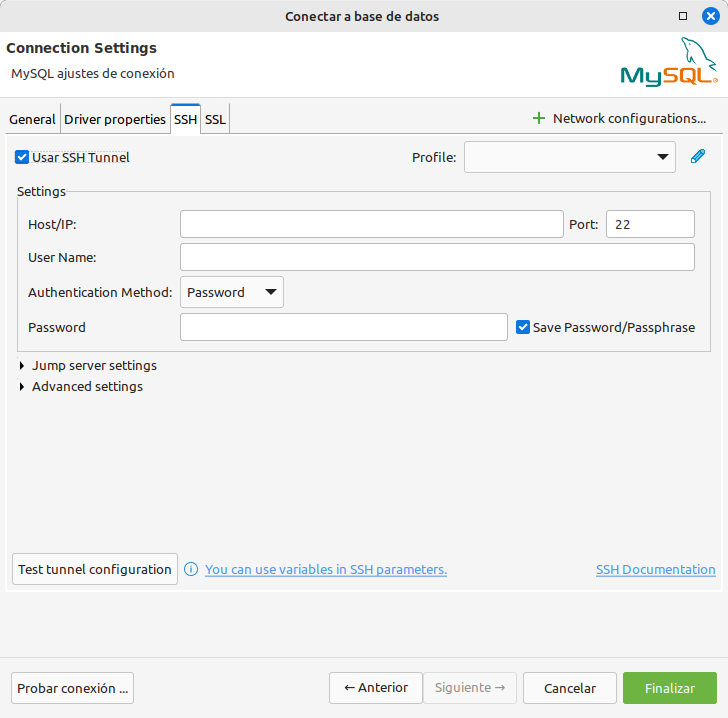 Conectar a base de datos
Connection Settings
MySQL ajustes de conexión
MySQL®
General Driver properties SSH SSL
Network configurations...
Usar SSH Tunnel
Profile:
Settings
Host/IP:
Port: 22
User Name:
Authentication Method: Password
Password
Save Password/Passphrase
Jump server settings
Advanced settings
Test tunnel configuration
You can use variables in SSH parameters.
SSH Documentation
Probar conexión ...
← Anterior
Siguiente →
Cancelar
Finalizar